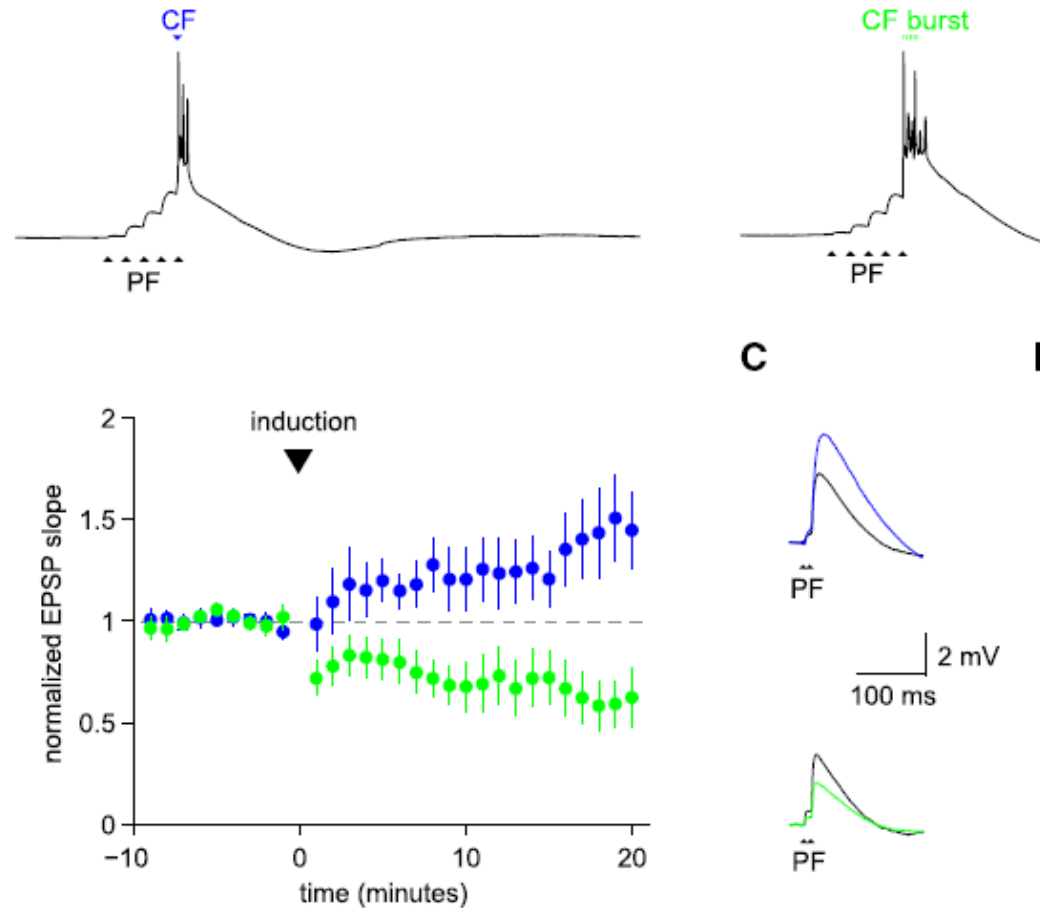 CF
CF burst
PF
PF
C
2
induction
1.5
1
0.5
0
normalized EPSP slope
−10
0
10
20
time (minutes)
PF
2 mV
100 ms
PF